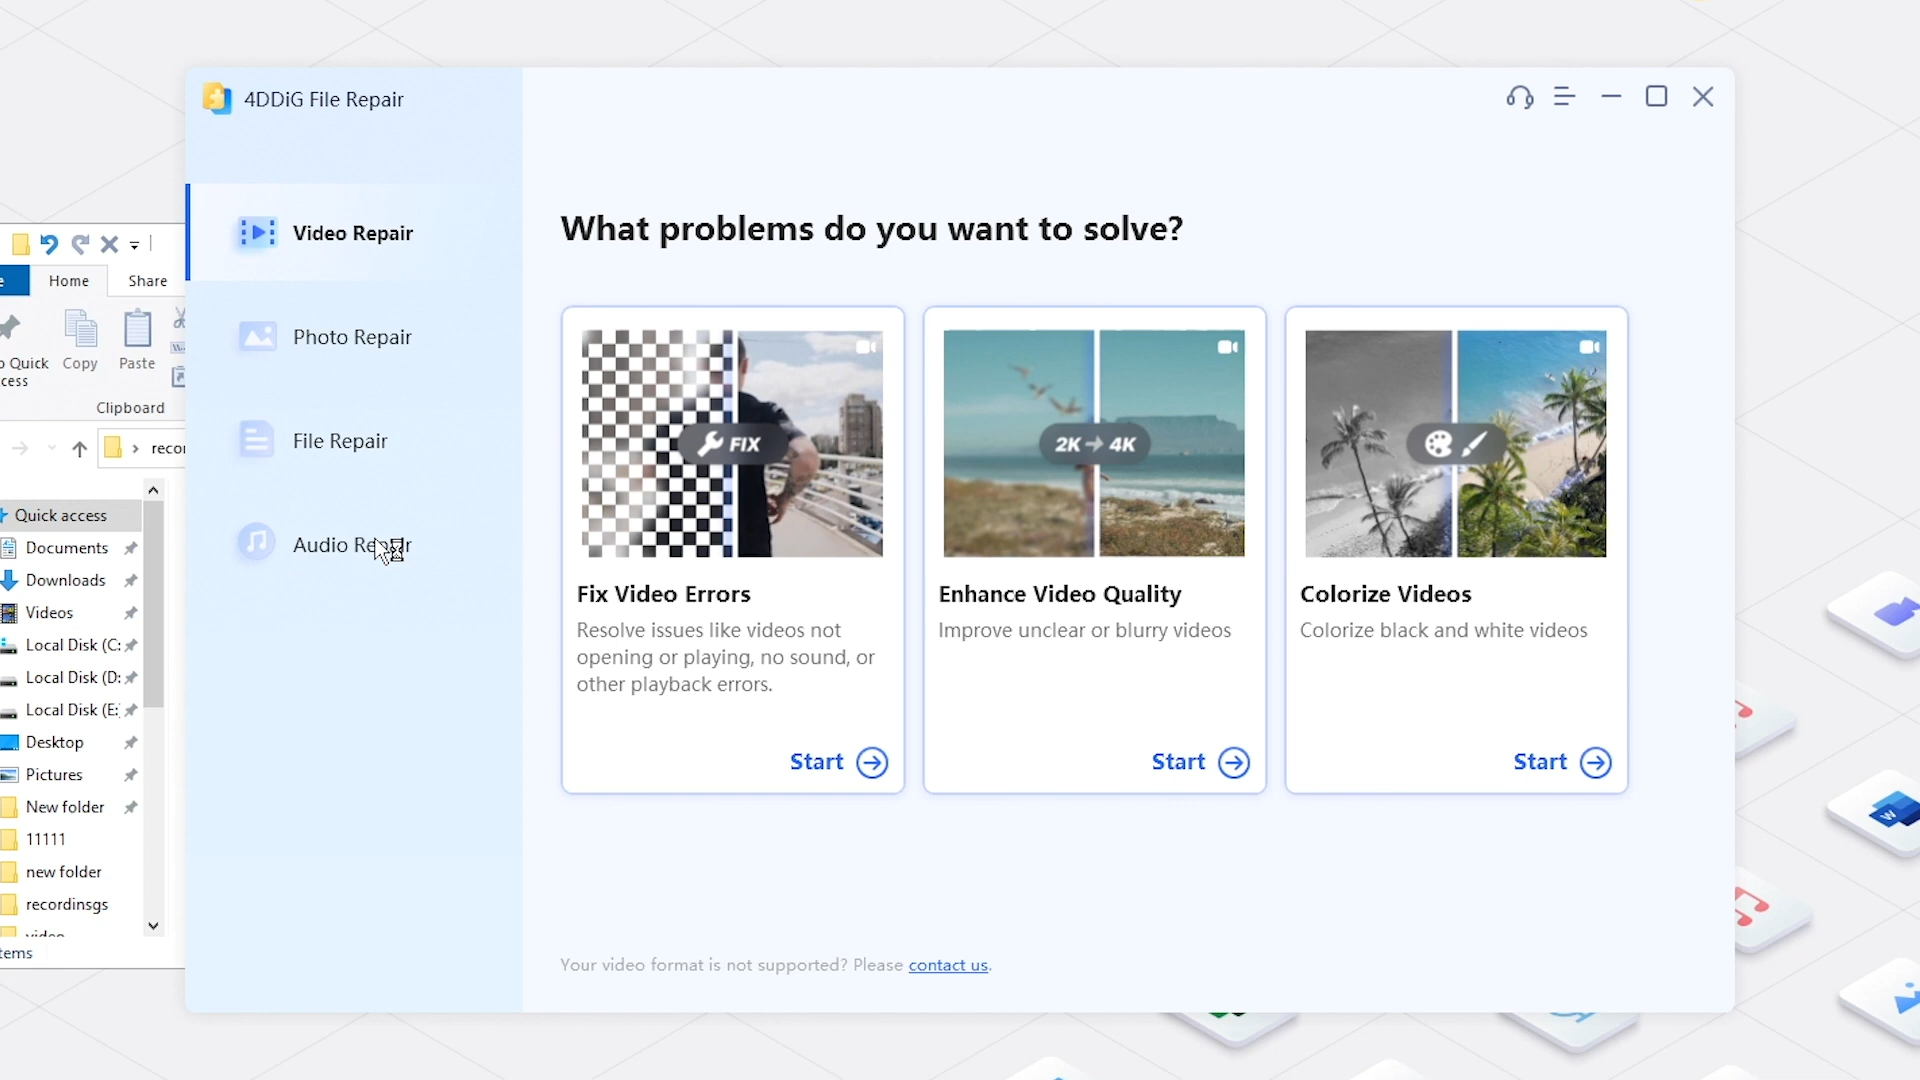 4DDiG File Repair
Video Repair
Photo Repair
File Repair
Audio Repair
What problems do you want to solve?
FIX
Fix Video Errors
Resolve issues like videos not
opening or playing, no sound, or
other playback errors.
Start
2K → 4K
Enhance Video Quality
Improve unclear or blurry videos
Start
Colorize Videos
Colorize black and white videos
Start
Your video format is not supported? Please contact us.
Home Share
Quick
Copy
Paste
Clipboard
Quick access
Documents
Downloads
Videos
Local Disk (C:
Local Disk (D:
Local Disk (E:
Desktop
Pictures
New folder
11111
new folder
recordinsgs
video
W